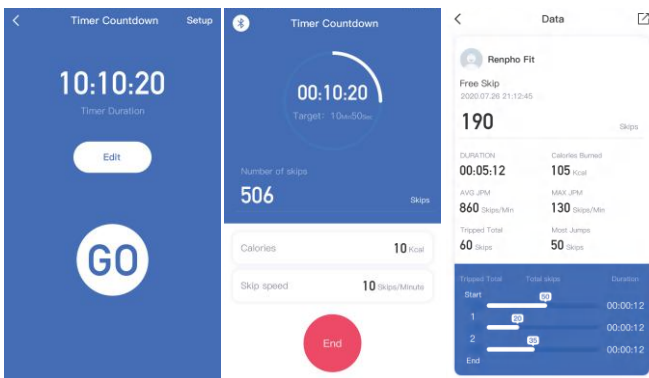 Timer Countdown Setup
10:10:20
Timer Duration
Edit
GO
Timer Countdown
00:10:20
Target: 10Min50Sec
Number of skips
506 Skips
Calories 10 Kcal
Skip speed 10 Skips/Minute
End
Data
Renpho Fit
Free Skip
2020.07.26 21:12:45
190 Skips
DURATION Calories Burned
00:05:12 105 Kcal
AVG JPM MAX JPM
860 Skips/Min 130 Skips/Min
Tripped Total Most Jumps
60 Skips 50 Skips
Tripped Total Total skips Duration
Start 50
00:00:12
1 20
00:00:12
2 35
00:00:12
End